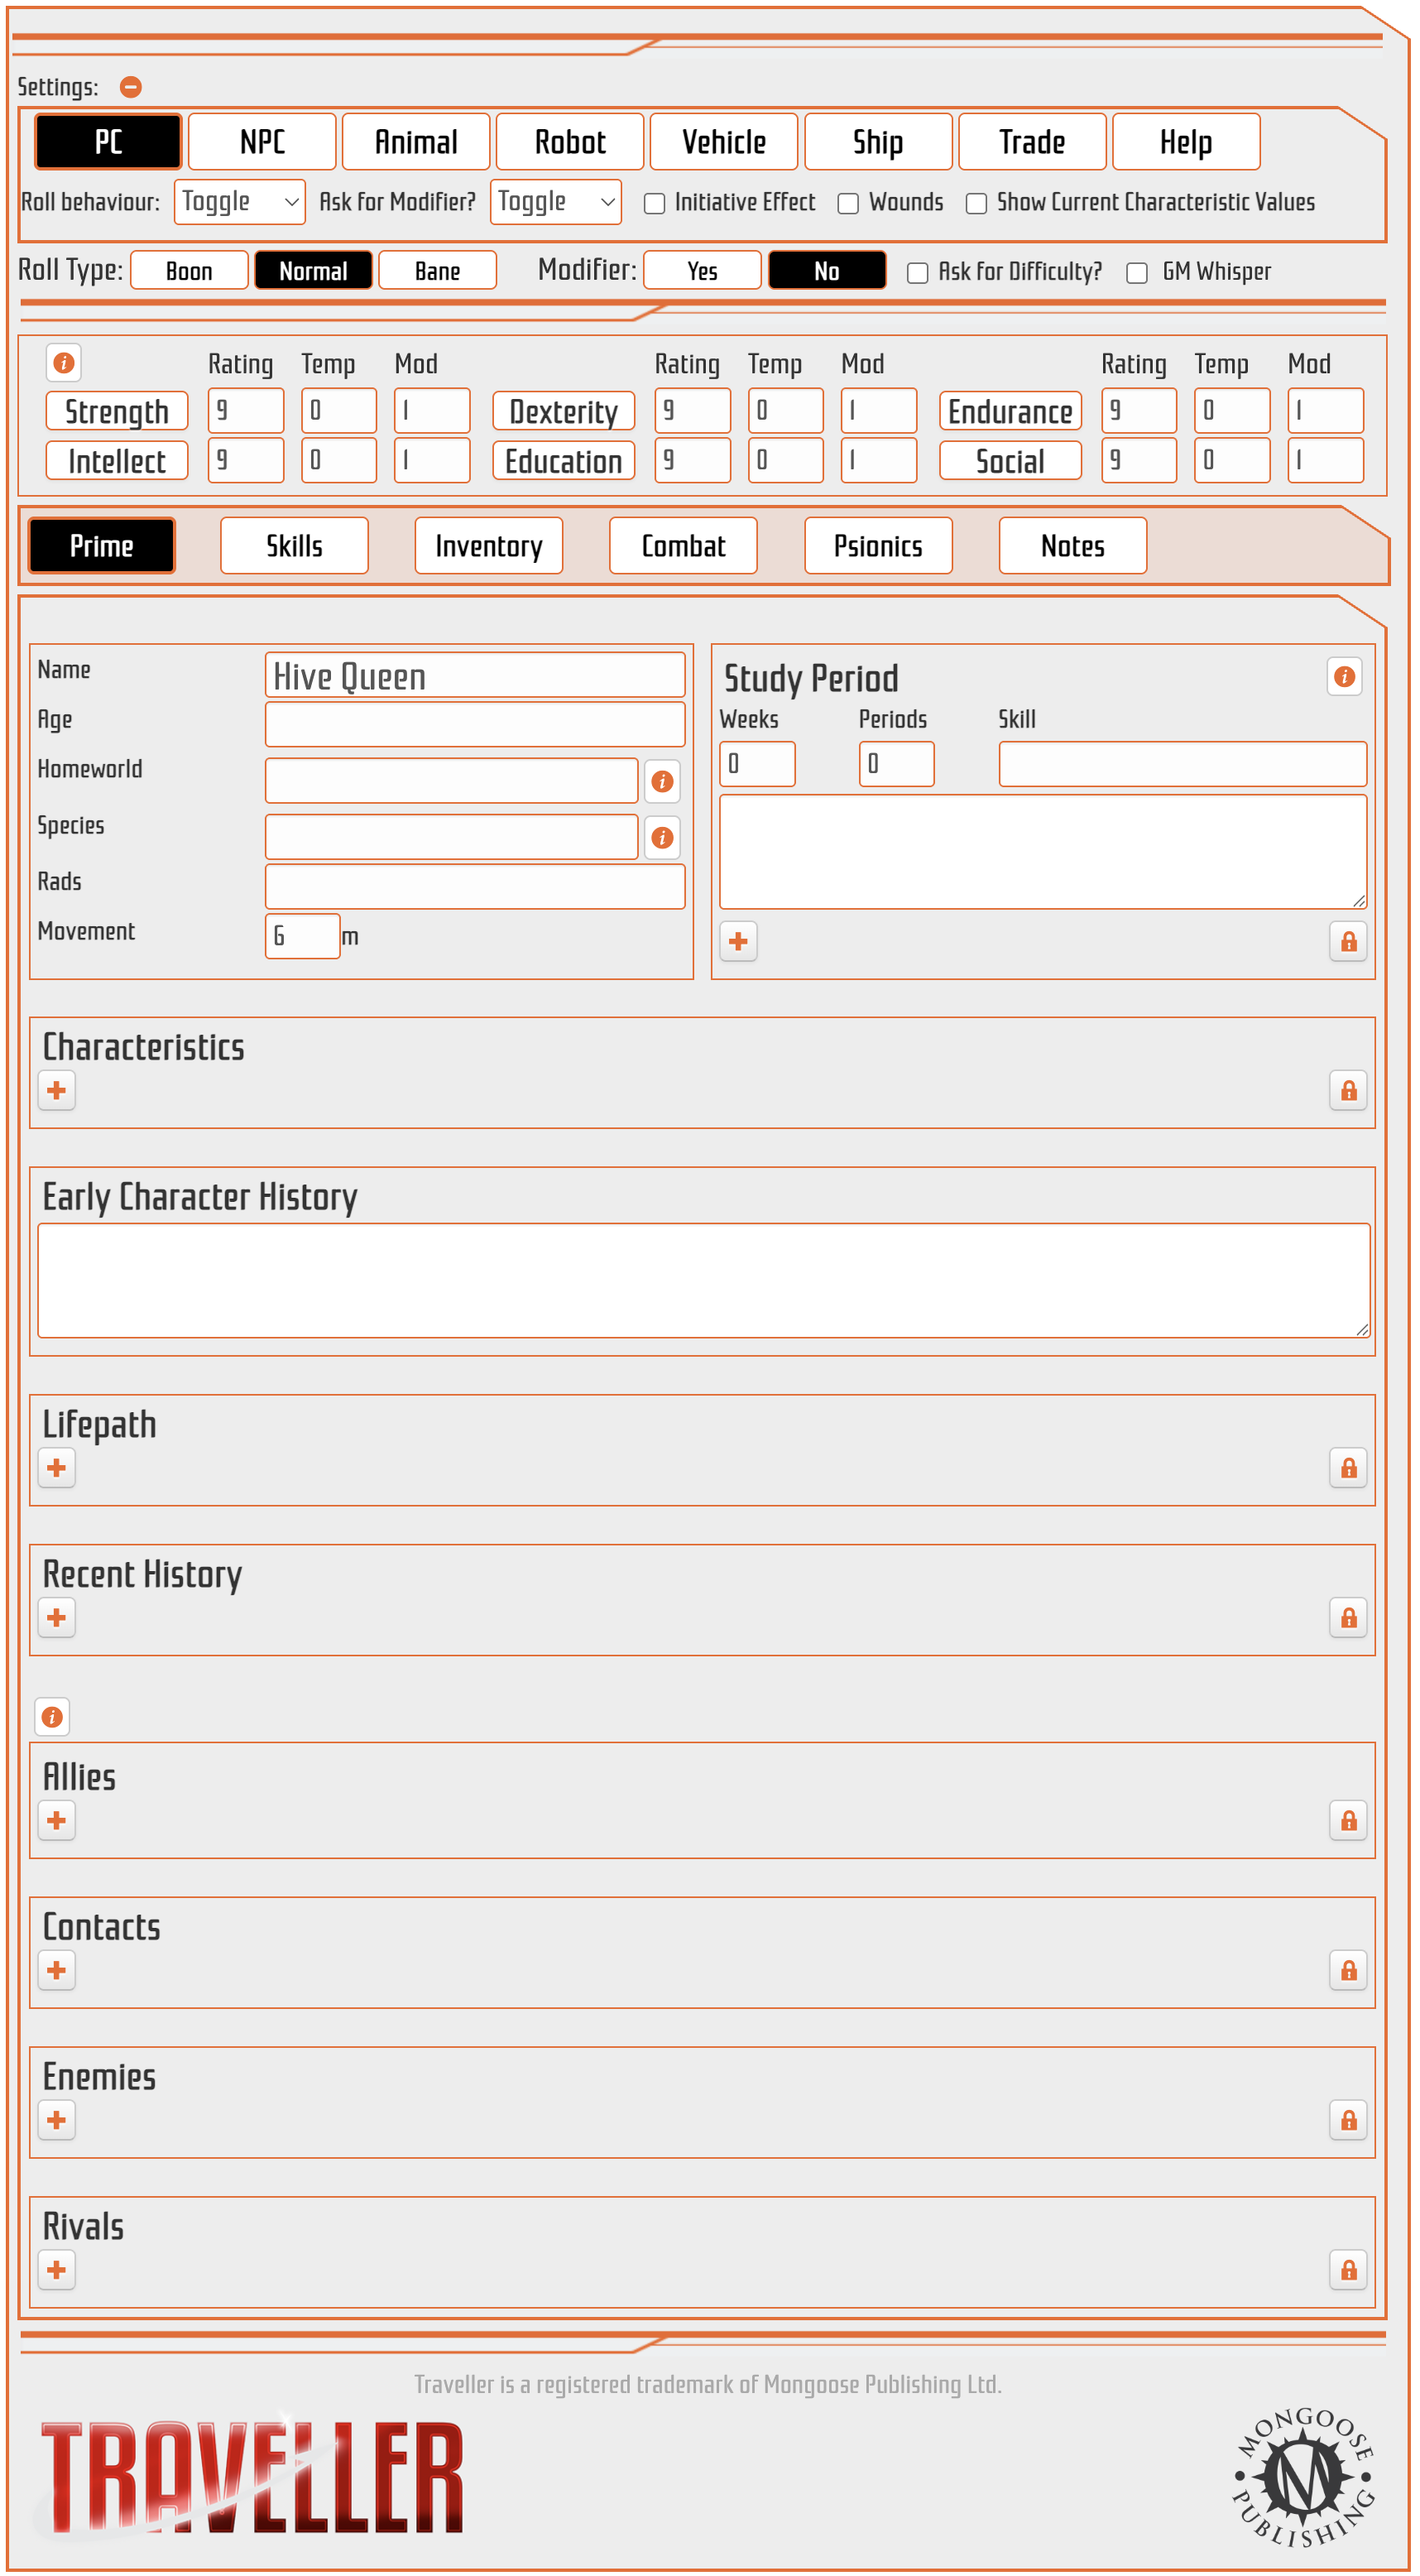 Settings:
PC NPC Animal Robot Vehicle Ship Trade Help
Roll behaviour: Toggle Ask for Modifier? Toggle Initiative Effect Wounds Show Current Characteristic Values
Roll Type: Boon Normal Bane Modifier: Yes No Ask for Difficulty? GM Whisper
Rating Temp Mod Rating Temp Mod Rating Temp Mod
Strength 9 0 1 Dexterity 9 0 1 Endurance 9 0 1
Intellect 9 0 1 Education 9 0 1 Social 9 0 1
Prime Skills Inventory Combat Psionics Notes
Name Hive Queen
Age
Homeworld
Species
Rads
Movement 6 m
Study Period
Weeks Periods Skill
0 0
Characteristics
Early Character History
Lifepath
Recent History
Allies
Contacts
Enemies
Rivals
Traveller is a registered trademark of Mongoose Publishing Ltd.
TRAVELLER
MONGOOSE
M
PUBLISHING